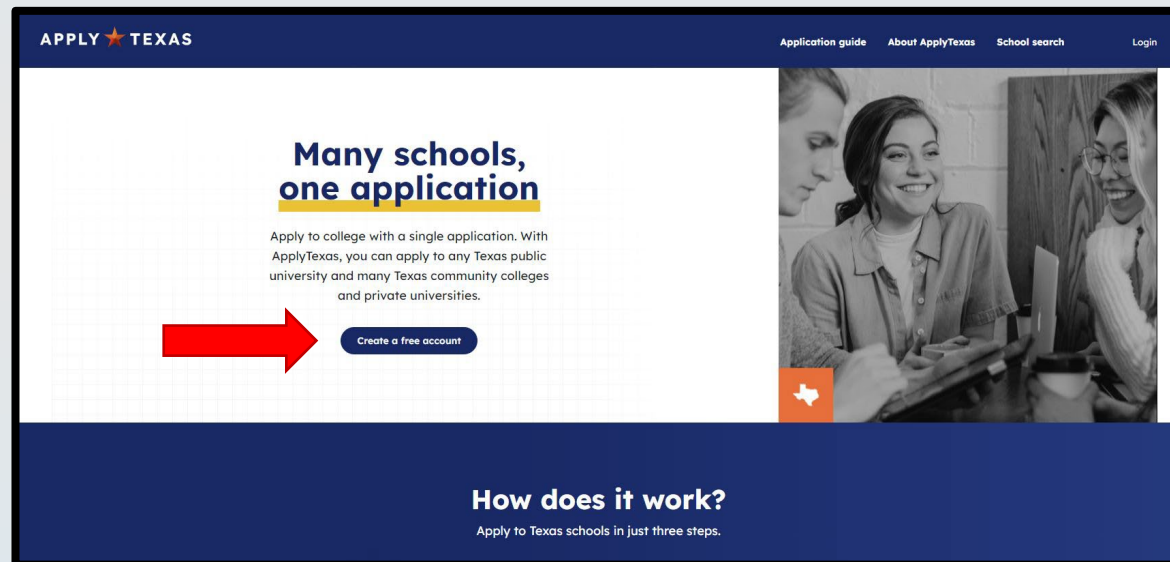 APPLY TEXAS
Application guide About ApplyTexas School search Login
Many schools,
one application
Apply to college with a single application. With
ApplyTexas, you can apply to any Texas public
university and many Texas community colleges
and private universities.
Create a free account
How does it work?
Apply to Texas schools in just three steps.